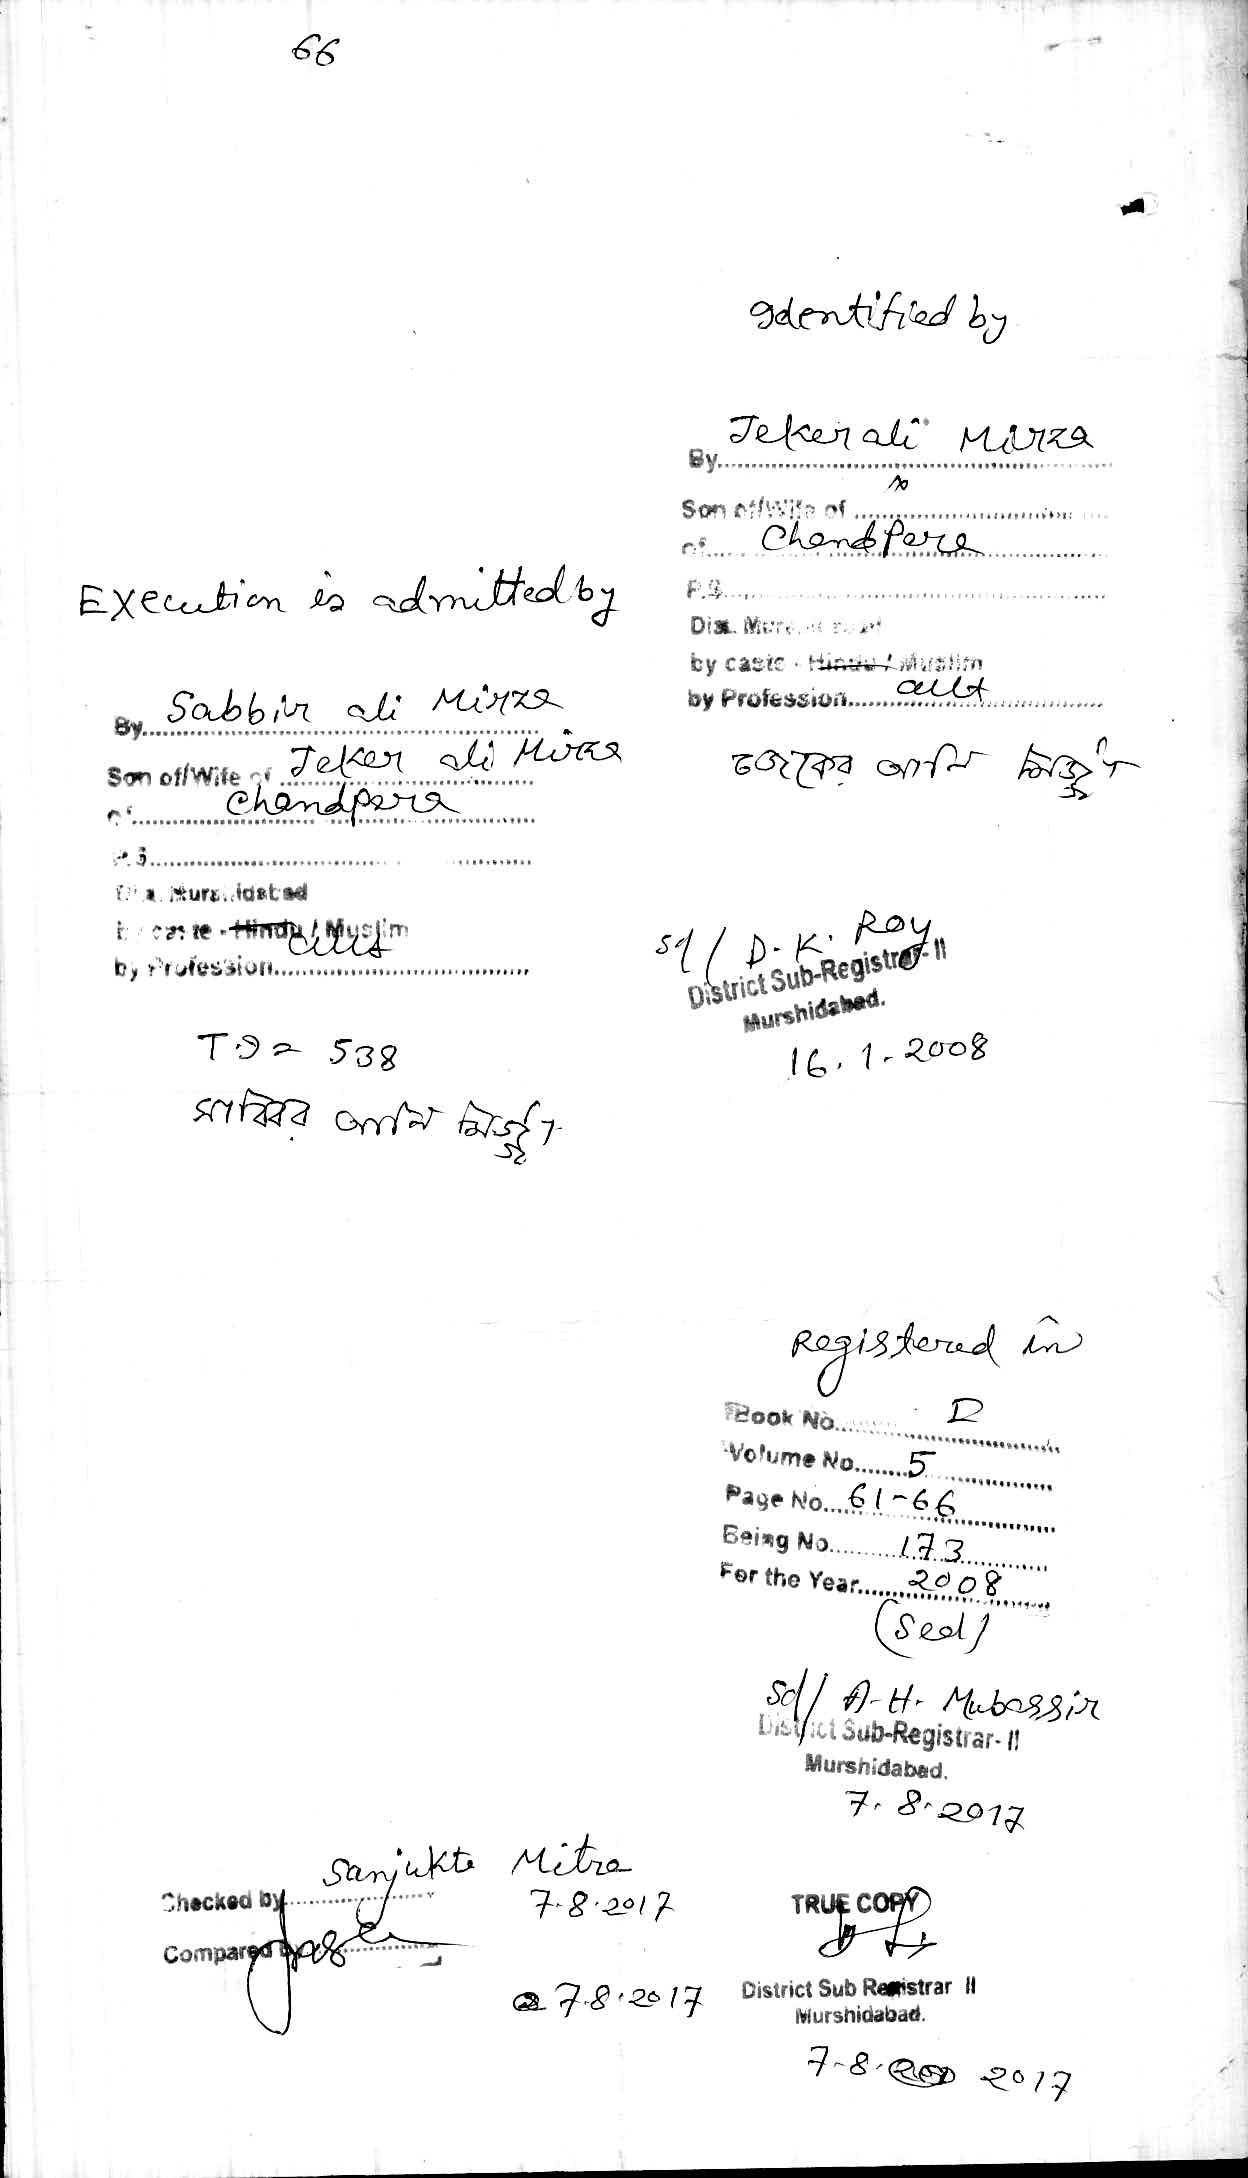 66
Identified by
By Jeker ali Mirza
Son of/Wife of
of Chandpara
P.S.
Dis. Murshidabad
by caste - Hindu / Muslim
by Profession cult
জেকের আলি মির্জ্জা
Execution is admitted by
By Sabbir ali Mirza
Son of/Wife of Jeker ali Mirza
of Chandpara
P.S.
Dis. Murshidabad
by caste - Hindu / Muslim
by Profession cult
538
সাব্বির আলি মির্জ্জা
sd/ D. K. Roy
District Sub-Registrar- II
Murshidabad.
16.1.2008
Registered in
Book No.
Volume No. 5
Page No. 61-66
Being No. 173
For the Year 2008
(Seal)
Sd/ A. H. Mubassir
District Sub-Registrar- II
Murshidabad.
7.8.2017
Checked by Sanjukta Mitra
7.8.2017
Compared by
7.8.2017
TRUE COPY
District Sub Registrar II
Murshidabad.
7-8- 2017